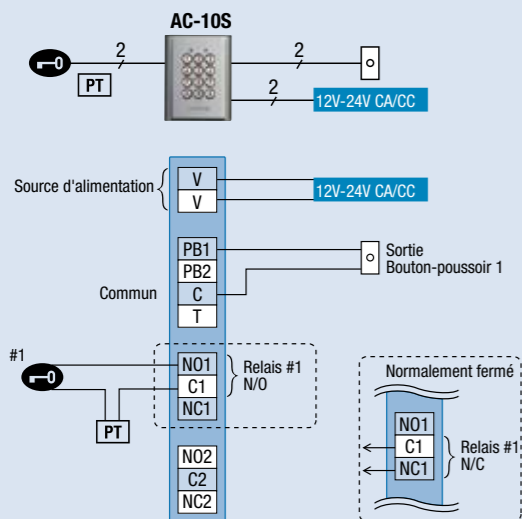 AC-10S
2
2
PT
2
12V-24V CA/CC
Source d'alimentation
V
V
12V-24V CA/CC
PB1
PB2
Commun
C
T
Sortie
Bouton-poussoir 1
#1
NO1
C1
NC1
Relais #1
N/O
PT
NO2
C2
NC2
Normalement fermé
NO1
C1
NC1
Relais #1
N/C